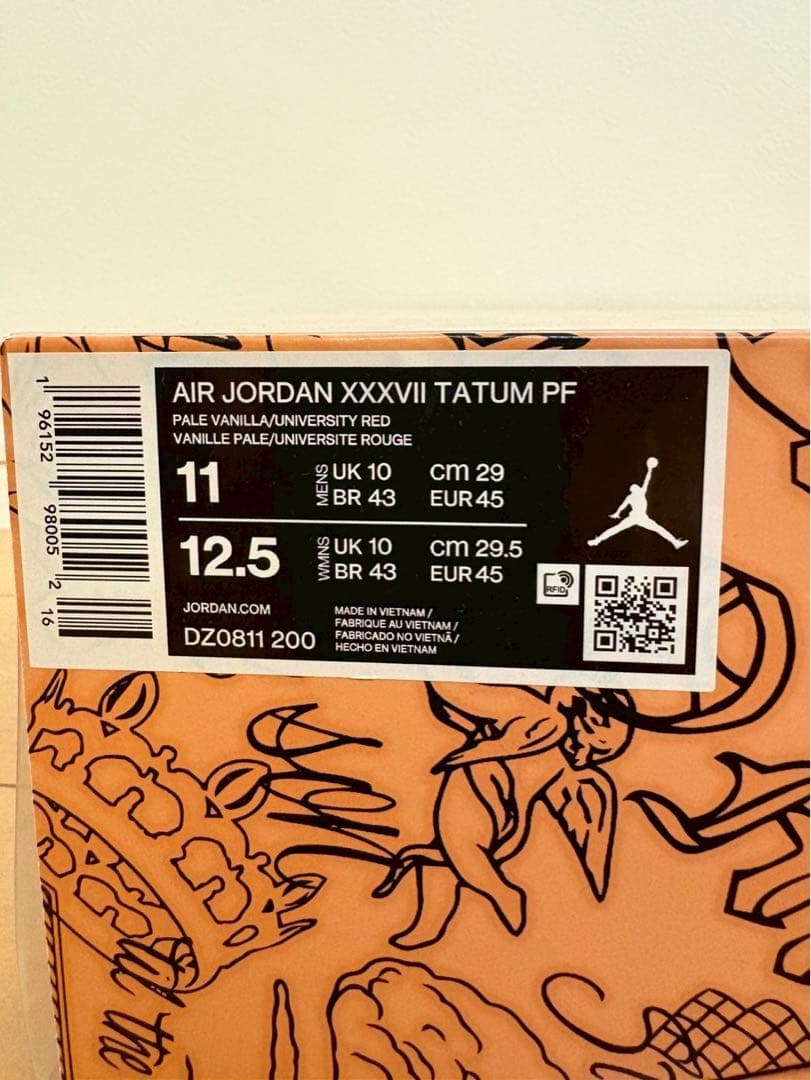 AIR JORDAN XXXVII TATUM PF
PALE VANILLA/UNIVERSITY RED
VANILLE PALE/UNIVERSITE ROUGE
11 MENS UK 10 cm 29
BR 43 EUR 45
12.5 WMNS UK 10 cm 29.5
BR 43 EUR 45
RFID
JORDAN.COM
DZ0811 200
MADE IN VIETNAM /
FABRIQUE AU VIETNAM /
FABRICADO NO VIETNÃ /
HECHO EN VIETNAM
1 96152 98005 2 16
at the